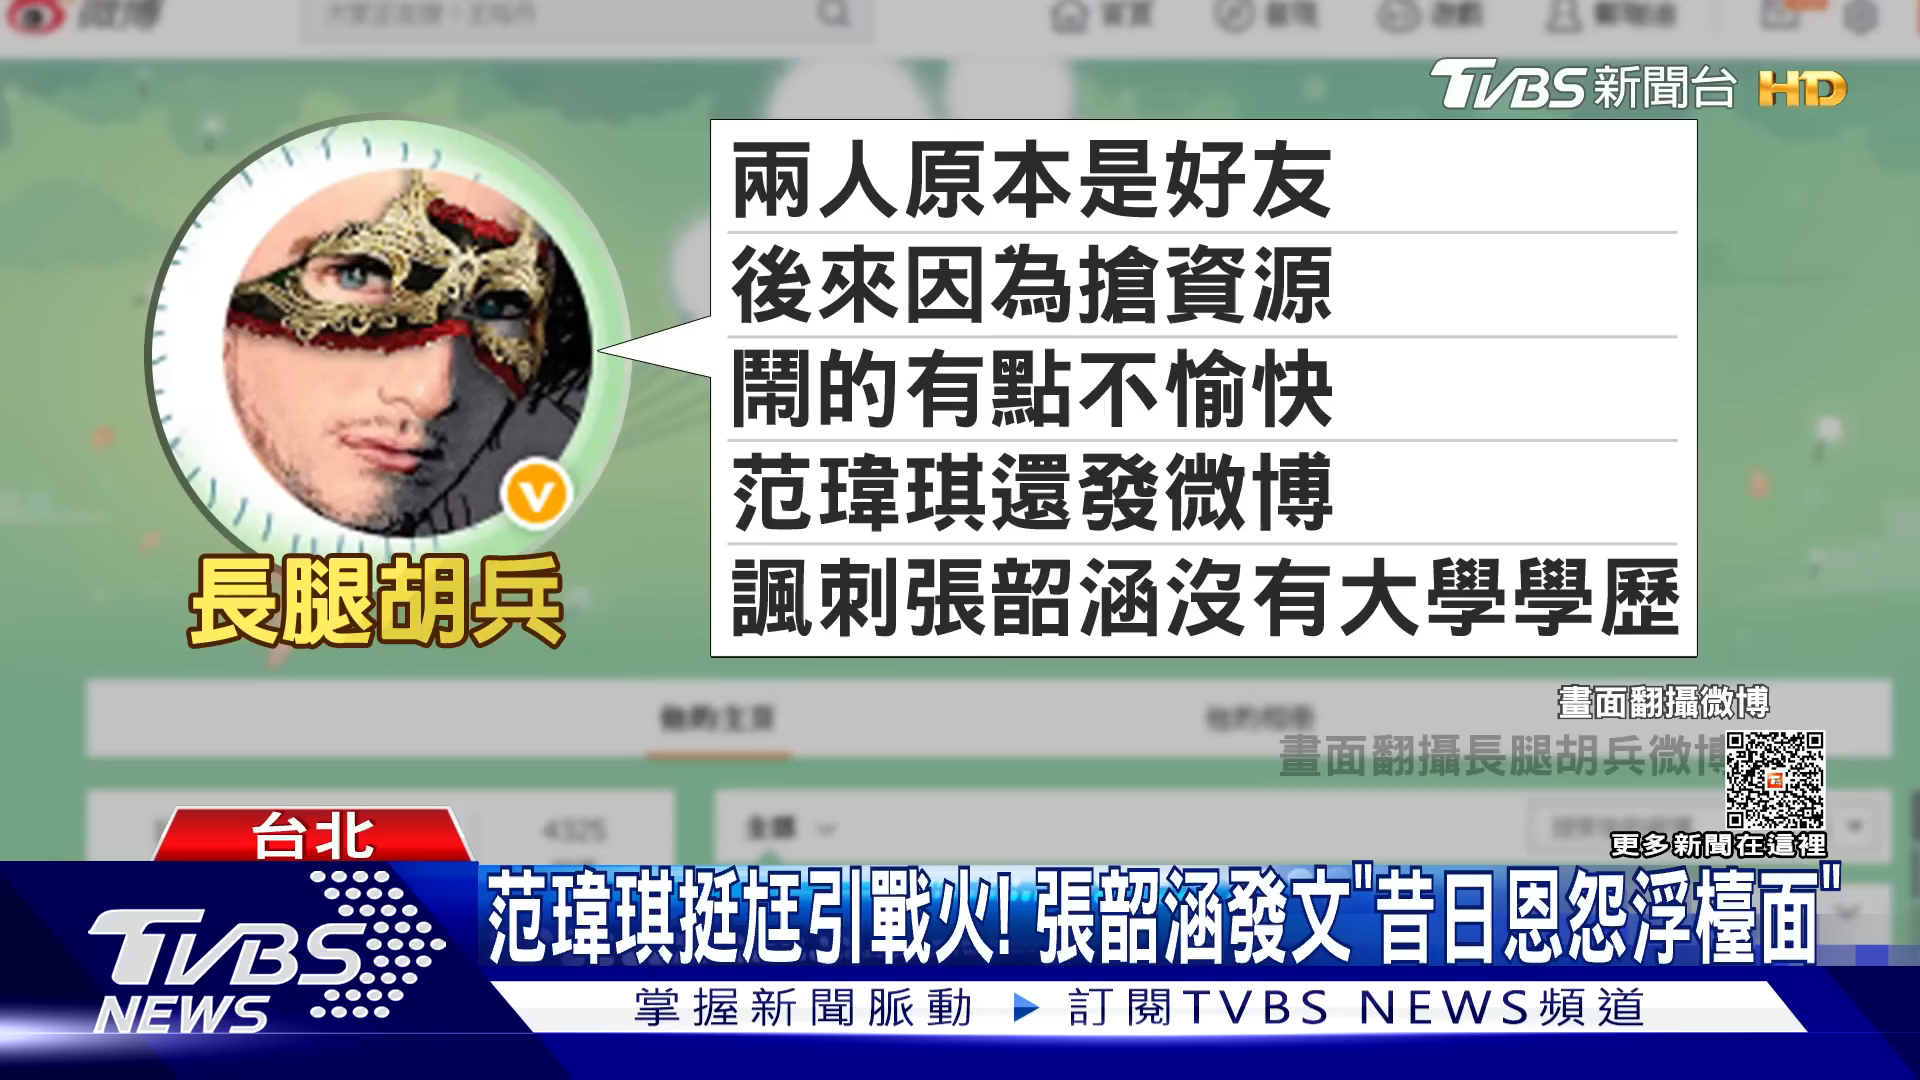 微博
TVBS新聞台 HD
兩人原本是好友
後來因為搶資源
鬧的有點不愉快
范瑋琪還發微博
諷刺張韶涵沒有大學學歷
長腿胡兵
畫面翻攝微博
畫面翻攝長腿胡兵微博
4325
全部
更多新聞在這裡
台北
范瑋琪挺尪引戰火! 張韶涵發文"昔日恩怨浮檯面"
TVBS NEWS
掌握新聞脈動 ▶ 訂閱TVBS NEWS頻道